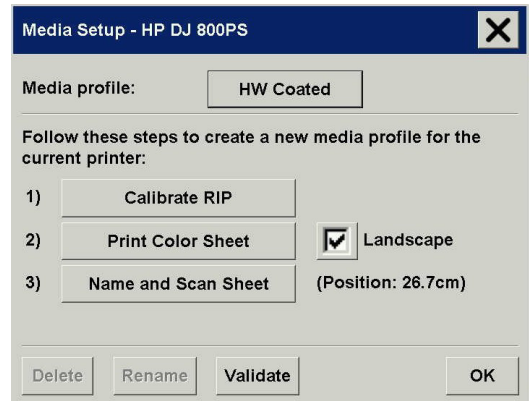 Media Setup - HP DJ 800PS
Media profile: HW Coated
Follow these steps to create a new media profile for the
current printer:
1) Calibrate RIP
2) Print Color Sheet Landscape
3) Name and Scan Sheet (Position: 26.7cm)
Delete Rename Validate OK